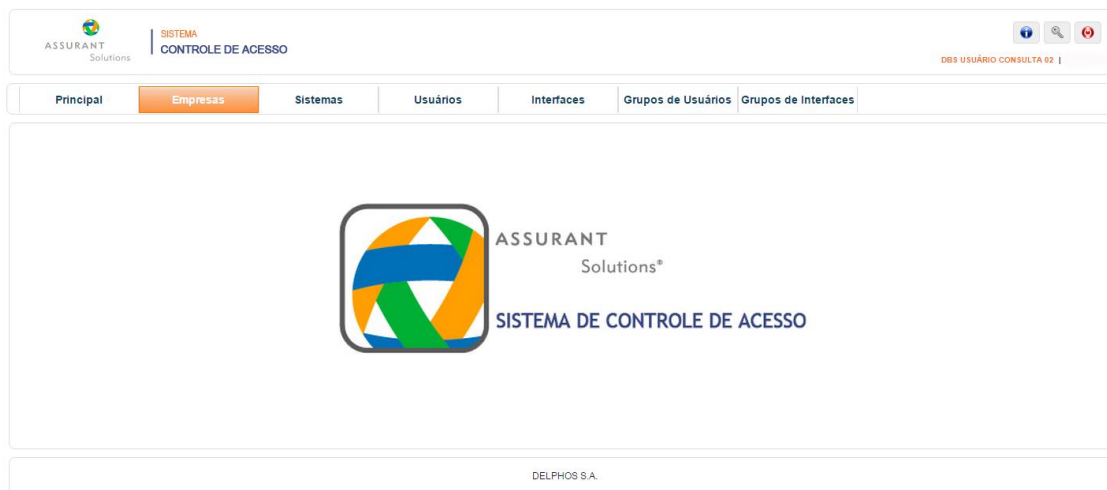 ASSURANT
Solutions
SISTEMA
CONTROLE DE ACESSO
DBS USUÁRIO CONSULTA 02 |
Principal Empresas Sistemas Usuários Interfaces Grupos de Usuários Grupos de Interfaces
ASSURANT
Solutions®
SISTEMA DE CONTROLE DE ACESSO
DELPHOS S.A.